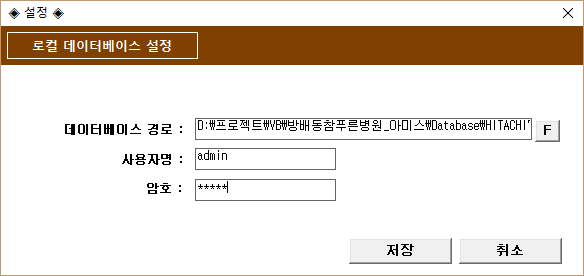 설정
로컬 데이터베이스 설정
데이터베이스 경로 : D:\프로젝트\VB\방배동참푸른병원_아미스\Database\HITACHI F
사용자명 : admin
암호 : *****
저장 취소